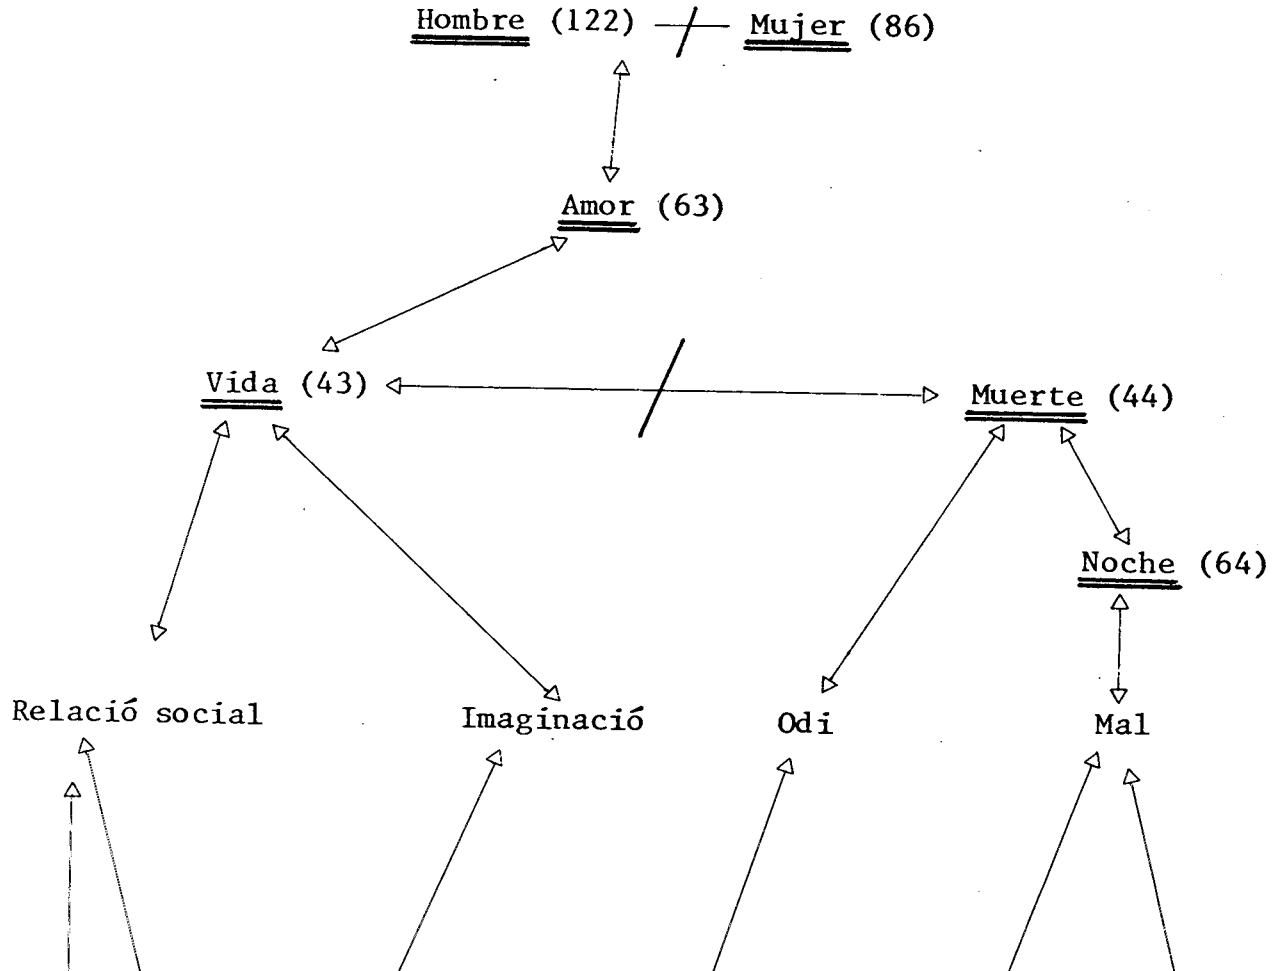 Hombre (122) Mujer (86)
Amor (63)
Vida (43)
Muerte (44)
Noche (64)
Relació social
Imaginació
Odi
Mal